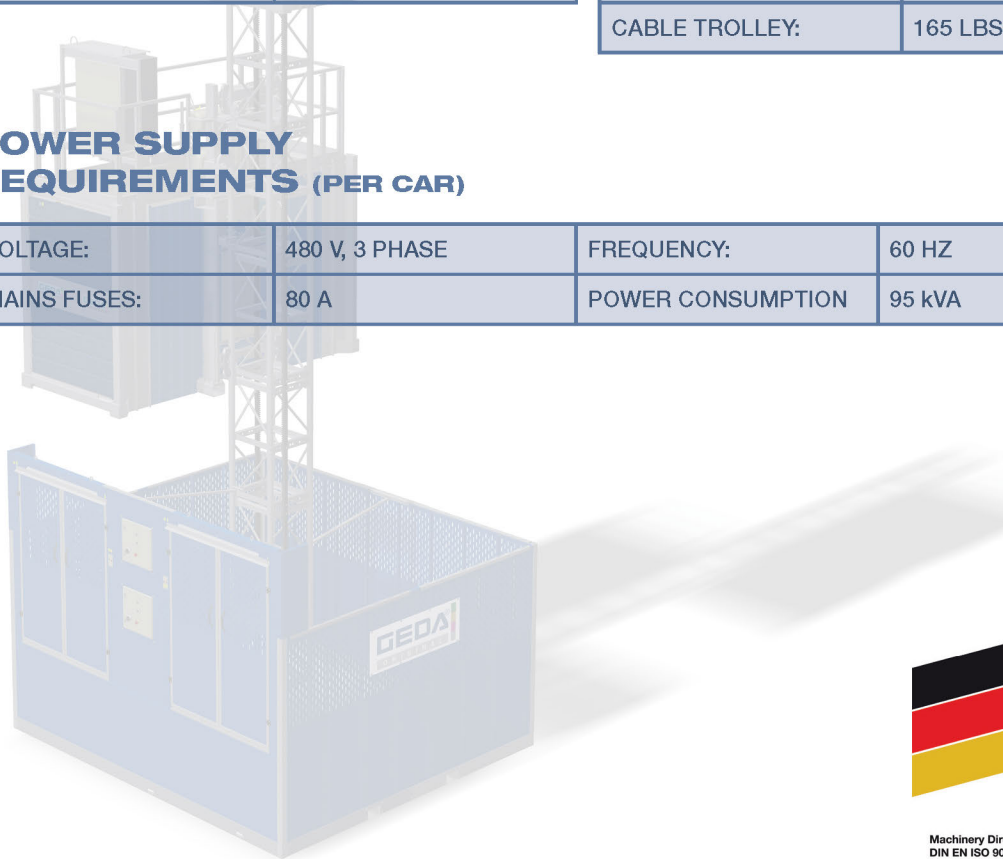 CABLE TROLLEY: 165 LBS
OWER SUPPLY
EQUIREMENTS (PER CAR)
OLTAGE: 480 V, 3 PHASE FREQUENCY: 60 HZ
AINS FUSES: 80 A POWER CONSUMPTION 95 kVA
GEDA
Machinery Dir
DIN EN ISO 90